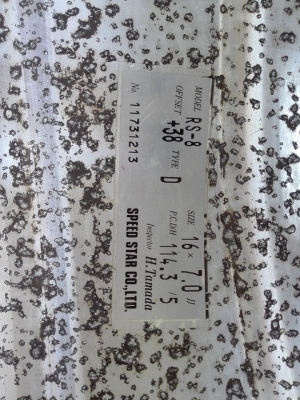 MODEL RS-8 SIZE 16 × 7.0 JJ
OFFSET +38 TYPE D P.C.D/H 114.3 / 5
No. 11731213 Inspector H.Tamada
SPEED STAR CO.,LTD.